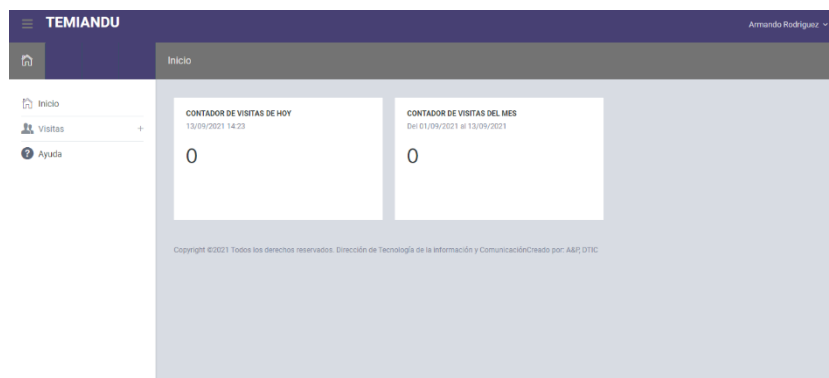 TEMIANDU
Armando Rodriguez
Inicio
Inicio
Visitas +
Ayuda
CONTADOR DE VISITAS DE HOY
13/09/2021 14:23
0
CONTADOR DE VISITAS DEL MES
Del 01/09/2021 al 13/09/2021
0
Copyright ©2021 Todos los derechos reservados. Dirección de Tecnología de la Información y ComunicaciónCreado por: A&P, OTIC